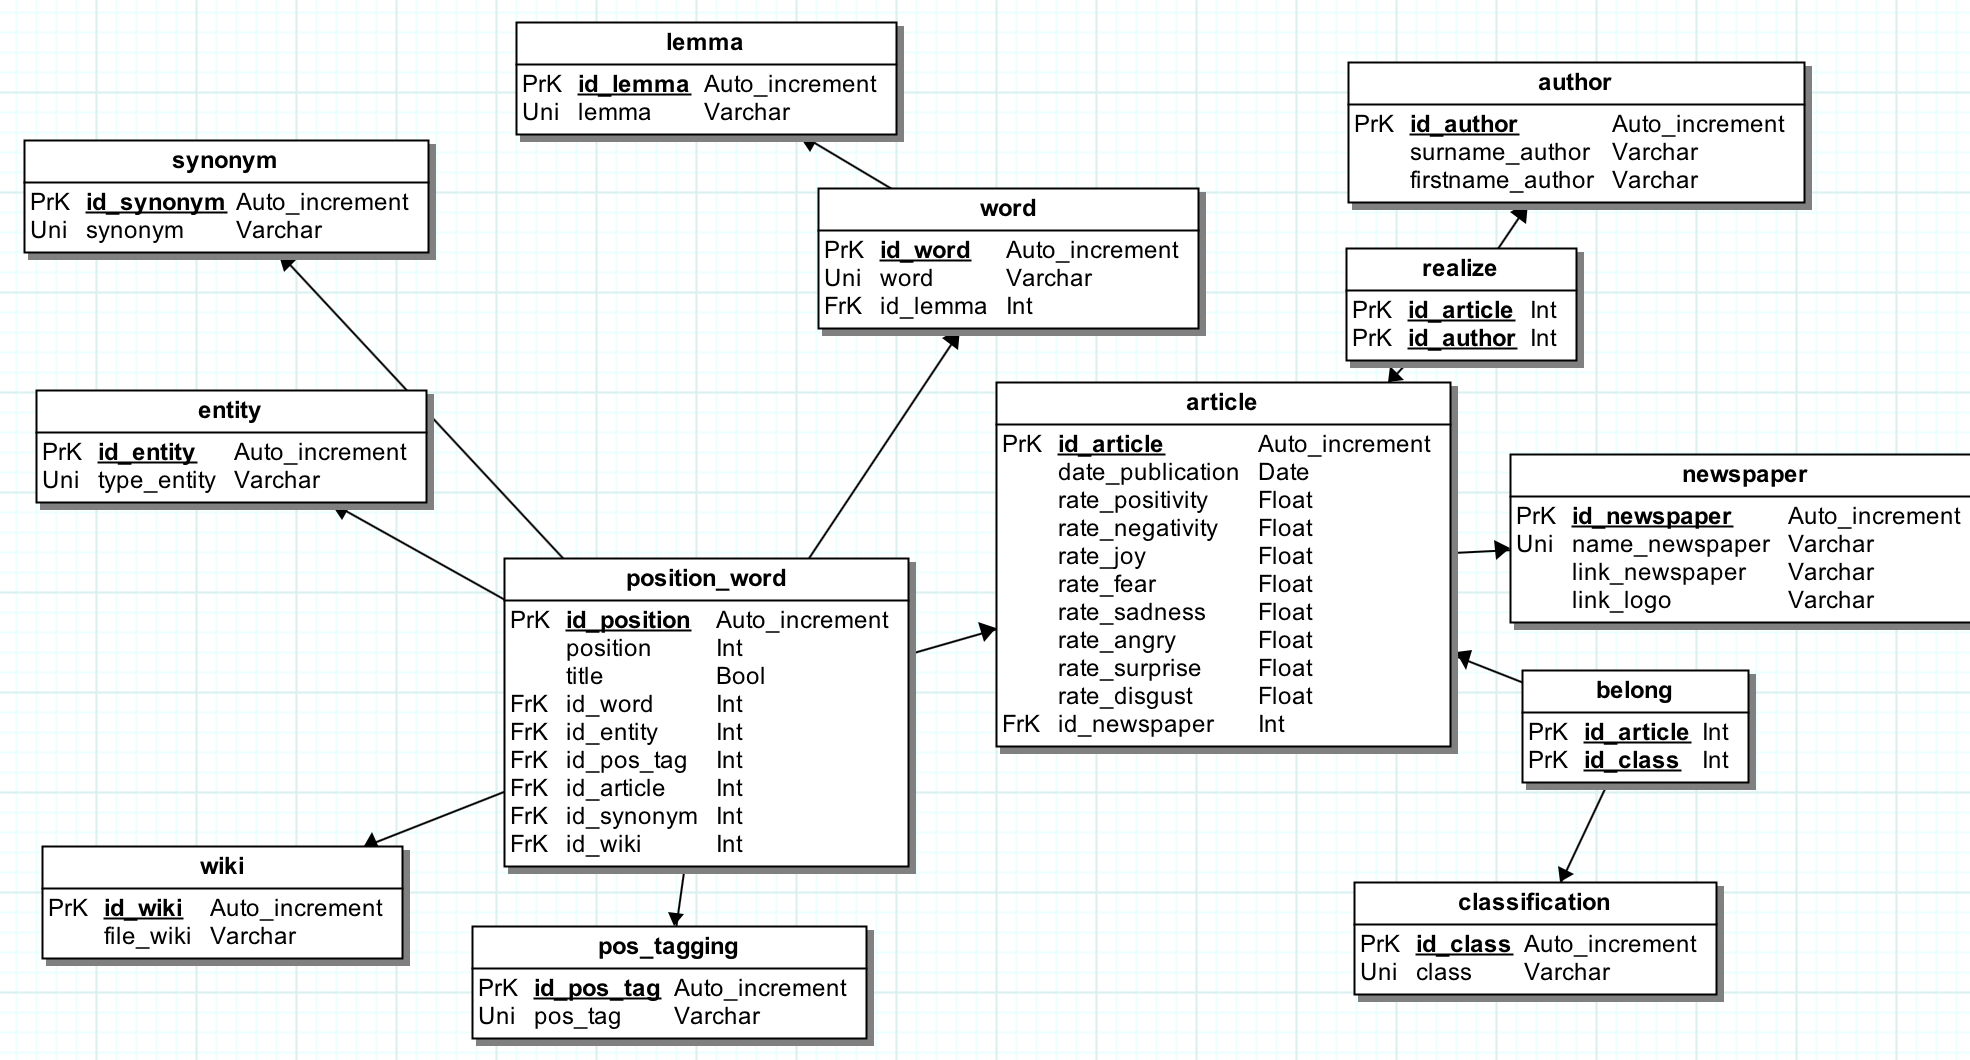 lemma
PrK id_lemma Auto_increment
Uni lemma Varchar
author
PrK id_author Auto_increment
surname_author Varchar
firstname_author Varchar
synonym
PrK id_synonym Auto_increment
Uni synonym Varchar
word
PrK id_word Auto_increment
Uni word Varchar
FrK id_lemma Int
realize
PrK id_article Int
PrK id_author Int
entity
PrK id_entity Auto_increment
Uni type_entity Varchar
article
PrK id_article Auto_increment
date_publication Date
rate_positivity Float
rate_negativity Float
rate_joy Float
rate_fear Float
rate_sadness Float
rate_angry Float
rate_surprise Float
rate_disgust Float
FrK id_newspaper Int
newspaper
PrK id_newspaper Auto_increment
Uni name_newspaper Varchar
link_newspaper Varchar
link_logo Varchar
position_word
PrK id_position Auto_increment
position Int
title Bool
FrK id_word Int
FrK id_entity Int
FrK id_pos_tag Int
FrK id_article Int
FrK id_synonym Int
FrK id_wiki Int
belong
PrK id_article Int
PrK id_class Int
wiki
PrK id_wiki Auto_increment
file_wiki Varchar
pos_tagging
PrK id_pos_tag Auto_increment
Uni pos_tag Varchar
classification
PrK id_class Auto_increment
Uni class Varchar